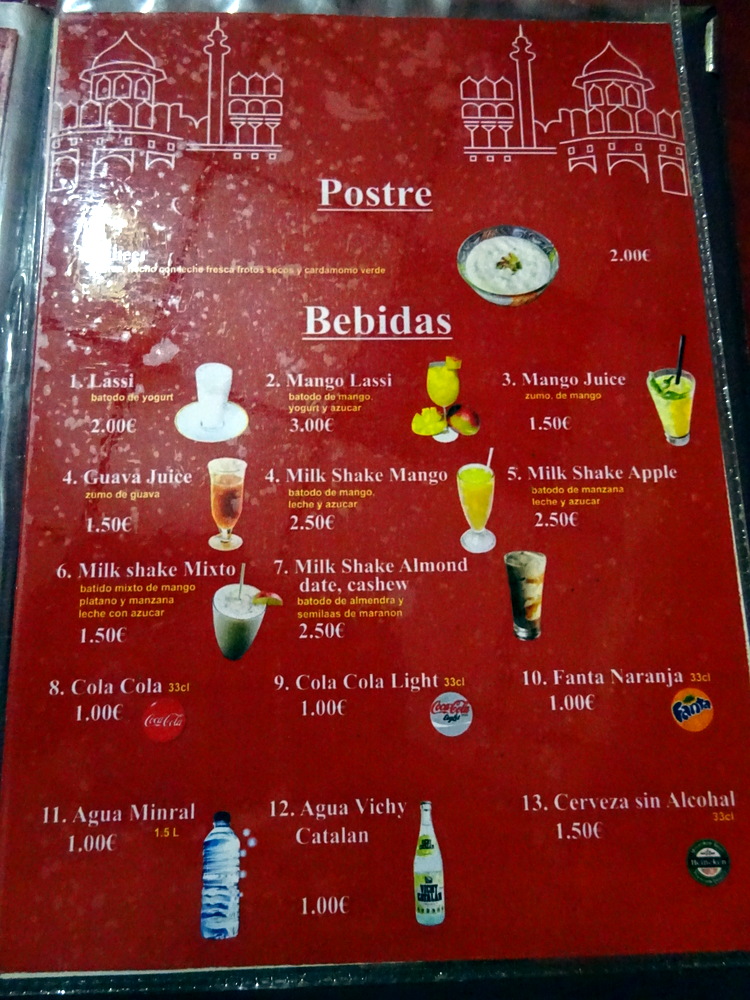 Postre
hecho con leche fresca frotos secos y cardamomo verde
2.00€
Bebidas
1. Lassi
batodo de yogurt
2.00€
2. Mango Lassi
batodo de mango,
yogurt y azucar
3.00€
3. Mango Juice
zumo, de mango
1.50€
4. Guava Juice
zumo de guava
1.50€
4. Milk Shake Mango
batodo de mango,
leche y azucar
2.50€
5. Milk Shake Apple
batodo de manzana
leche y azucar
2.50€
6. Milk shake Mixto
batido mixto de mango
platano y manzana
leche con azucar
1.50€
7. Milk Shake Almond
date, cashew
batodo de almendra y
semilaas de maranon
2.50€
8. Cola Cola 33cl
1.00€
Coca-Cola
9. Cola Cola Light 33cl
1.00€
Coca-Cola
light
10. Fanta Naranja 33cl
1.00€
Fanta
11. Agua Minral
1.5 L
1.00€
12. Agua Vichy
Catalan
1.00€
VICHY
CATALAN
13. Cerveza sin Alcohal
33cl
1.50€
Heineken